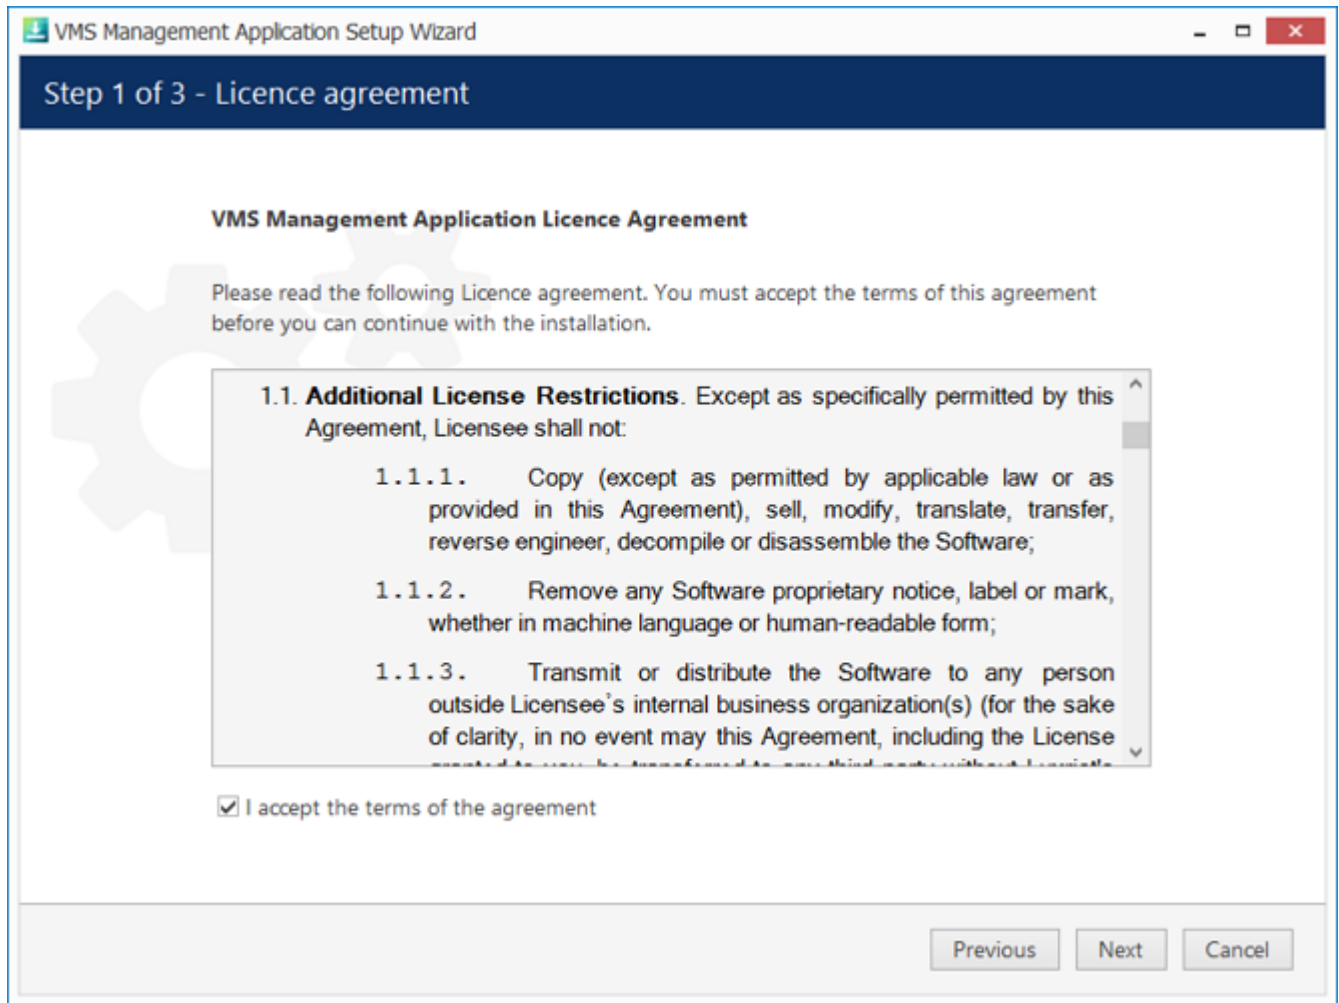 VMS Management Application Setup Wizard
Step 1 of 3 - Licence agreement
VMS Management Application Licence Agreement
Please read the following Licence agreement. You must accept the terms of this agreement
before you can continue with the installation.
1.1. Additional License Restrictions. Except as specifically permitted by this
Agreement, Licensee shall not:
1.1.1. Copy (except as permitted by applicable law or as
provided in this Agreement), sell, modify, translate, transfer,
reverse engineer, decompile or disassemble the Software;
1.1.2. Remove any Software proprietary notice, label or mark,
whether in machine language or human-readable form;
1.1.3. Transmit or distribute the Software to any person
outside Licensee's internal business organization(s) (for the sake
of clarity, in no event may this Agreement, including the License
I accept the terms of the agreement
Previous Next Cancel